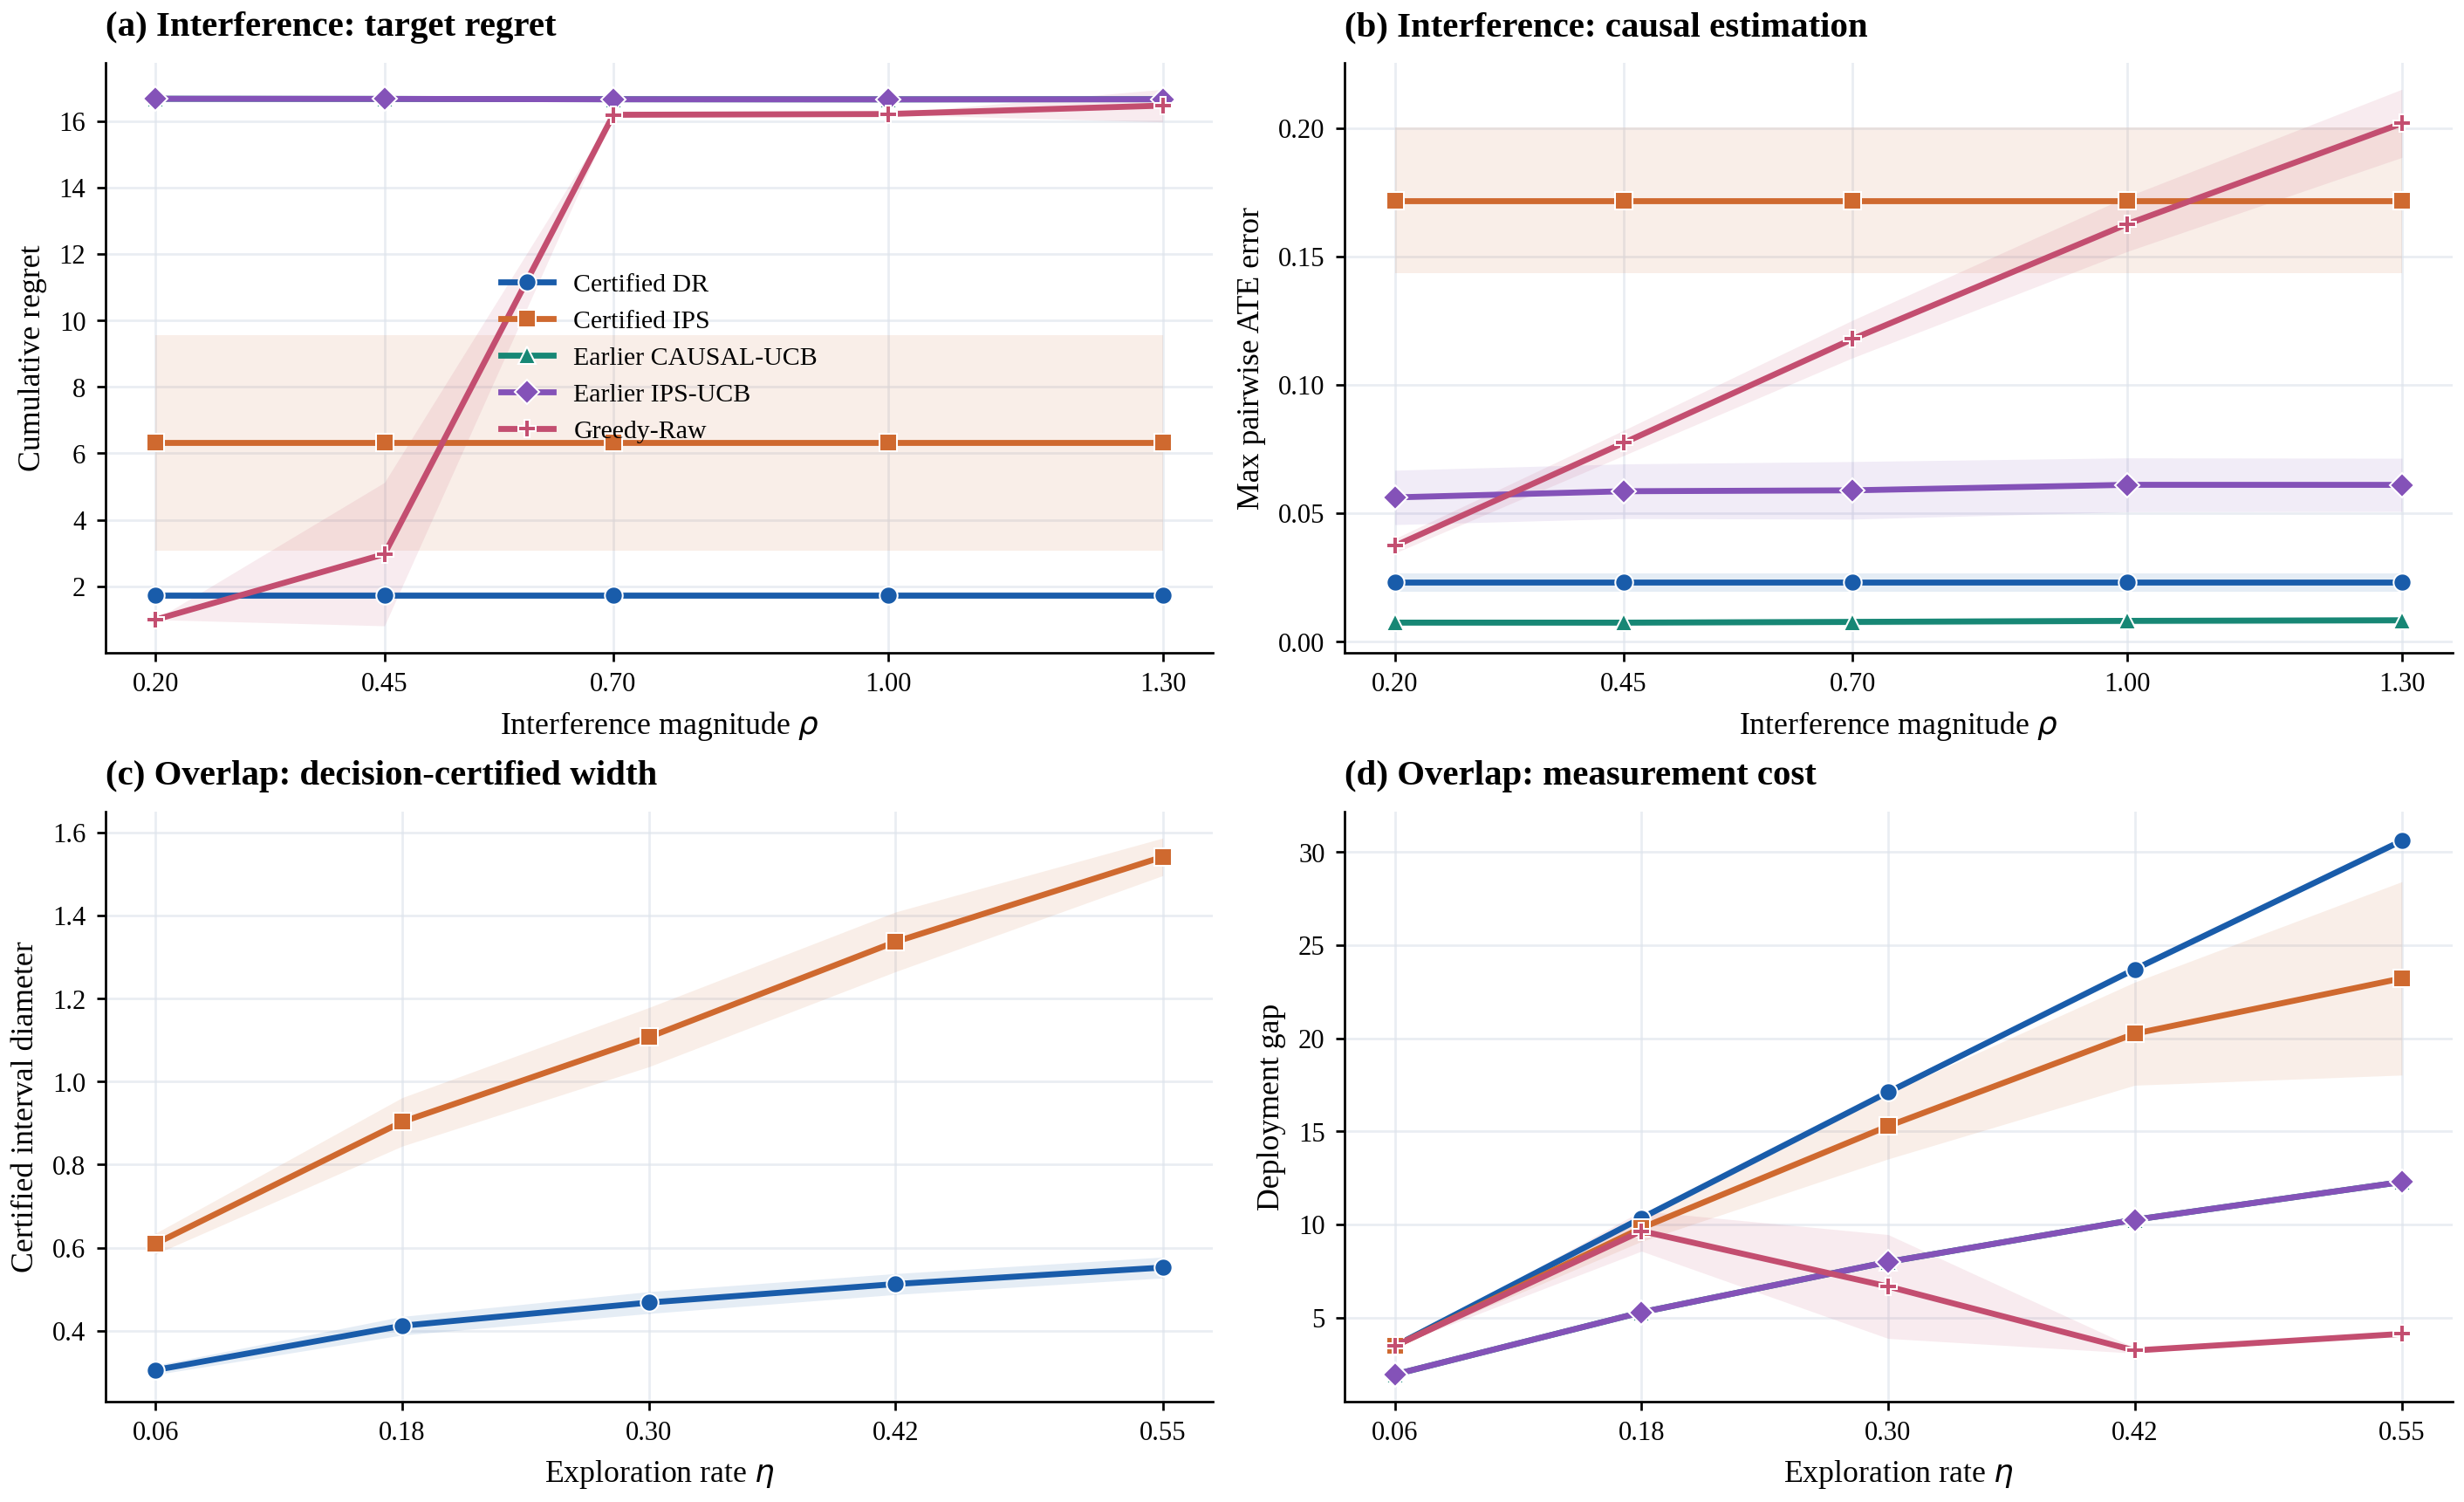 (a) Interference: target regret
Cumulative regret
16
14
12
10
8
6
4
2
Certified DR
Certified IPS
Earlier CAUSAL-UCB
Earlier IPS-UCB
Greedy-Raw
0.20 0.45 0.70 1.00 1.30
Interference magnitude ρ
(b) Interference: causal estimation
Max pairwise ATE error
0.20
0.15
0.10
0.05
0.00
0.20 0.45 0.70 1.00 1.30
Interference magnitude ρ
(c) Overlap: decision-certified width
Certified interval diameter
1.6
1.4
1.2
1.0
0.8
0.6
0.4
0.06 0.18 0.30 0.42 0.55
Exploration rate η
(d) Overlap: measurement cost
Deployment gap
30
25
20
15
10
5
0.06 0.18 0.30 0.42 0.55
Exploration rate η